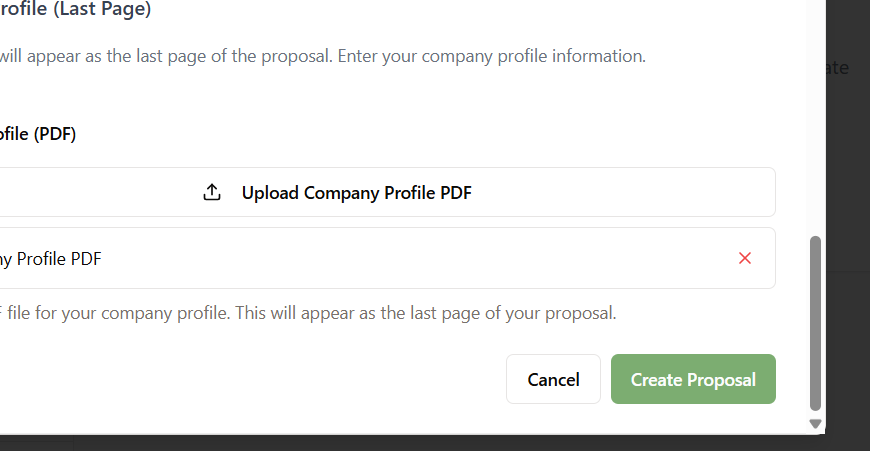 rofile (Last Page)
will appear as the last page of the proposal. Enter your company profile information.
ate
ofile (PDF)
Upload Company Profile PDF
ny Profile PDF
file for your company profile. This will appear as the last page of your proposal.
Cancel
Create Proposal